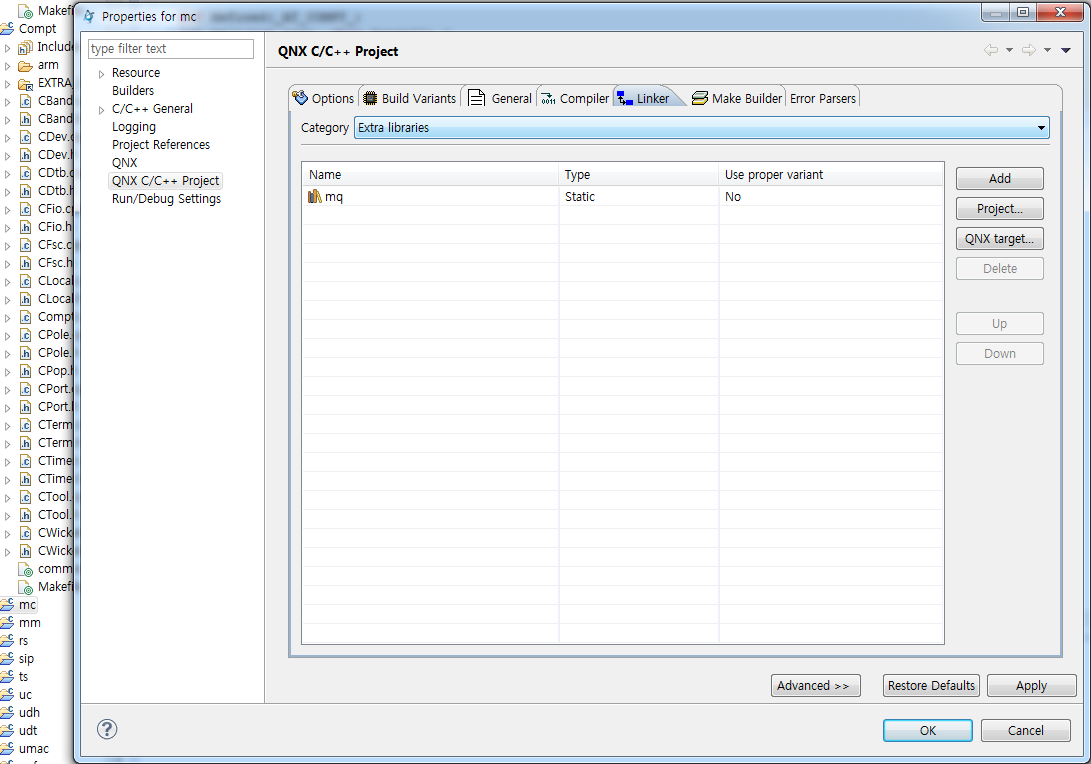 Makefi
Compt
Include
arm
EXTRA_
CBand
CBand
CDev.c
CDev.h
CDtb.c
CDtb.h
CFio.cp
CFio.h
CFsc.c
CFsc.h
CLocal
CLocal
Compt
CPole.
CPole.
CPop.h
CPort.
CPort.
CTerm
CTerm
CTime
CTime
CTool.
CTool.
CWick
CWick
comm
Makefi
mc
mm
rs
sip
ts
uc
udh
udt
umac
Properties for mc
type filter text
Resource
Builders
C/C++ General
Logging
Project References
QNX
QNX C/C++ Project
Run/Debug Settings
QNX C/C++ Project
Options Build Variants General Compiler Linker Make Builder Error Parsers
Category Extra libraries
Name Type Use proper variant
mq Static No
Add
Project...
QNX target...
Delete
Up
Down
Advanced >> Restore Defaults Apply
OK Cancel